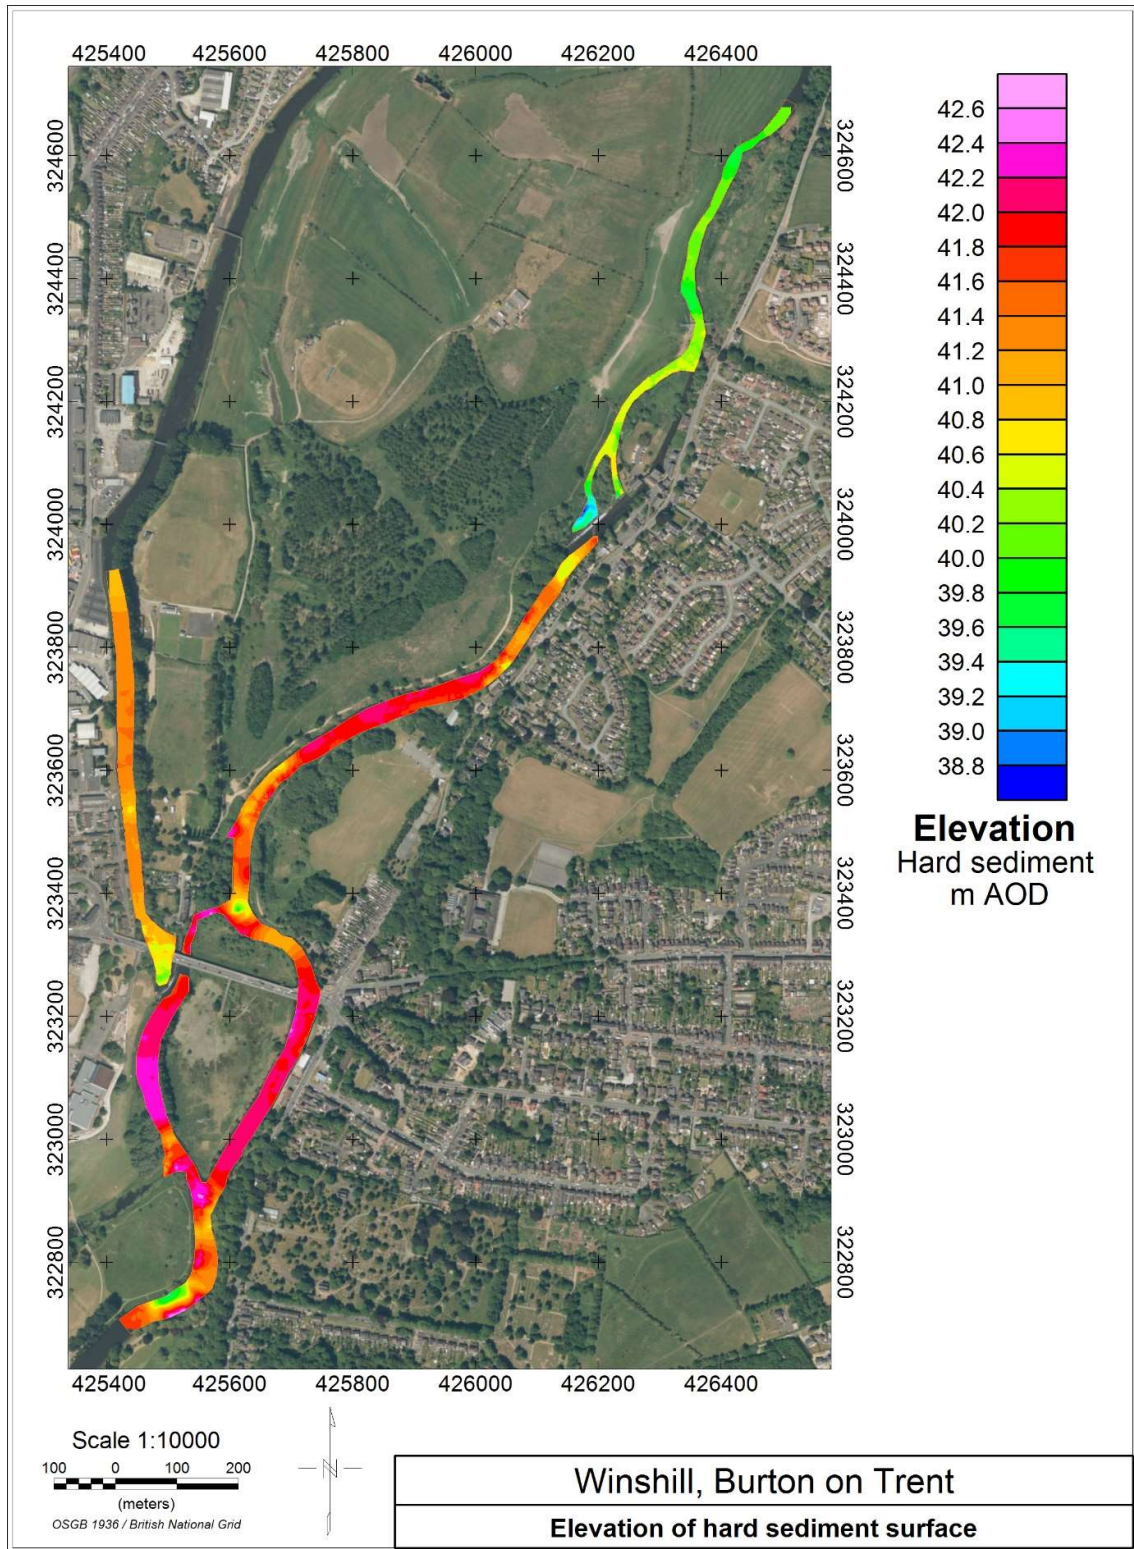 425400 425600 425800 426000 426200 426400
324600 324600
324400 324400
324200 324200
324000 324000
323800 323800
323600 323600
323400 323400
323200 323200
323000 323000
322800 322800
425400 425600 425800 426000 426200 426400
42.6
42.4
42.2
42.0
41.8
41.6
41.4
41.2
41.0
40.8
40.6
40.4
40.2
40.0
39.8
39.6
39.4
39.2
39.0
38.8
Elevation
Hard sediment
m AOD
Scale 1:10000
100 0 100 200
(meters)
OSGB 1936 / British National Grid
N
Winshill, Burton on Trent
Elevation of hard sediment surface